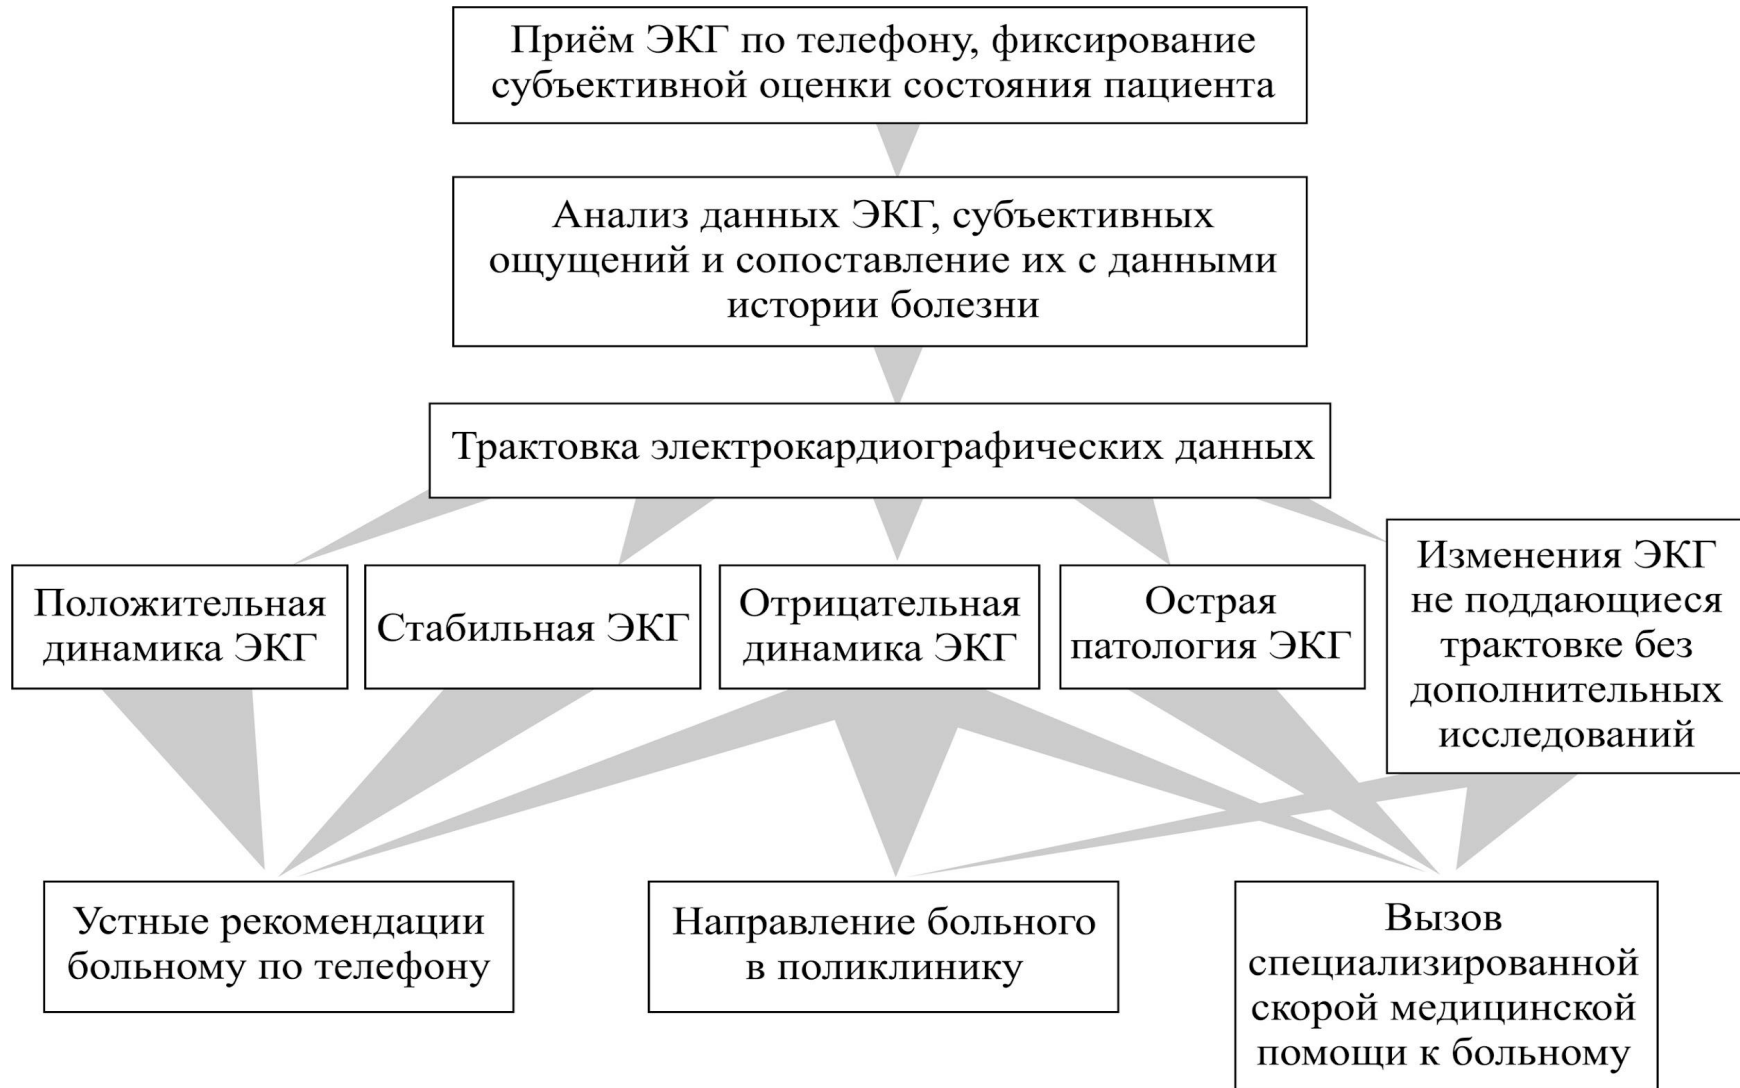 Приём ЭКГ по телефону, фиксирование
субъективной оценки состояния пациента
Анализ данных ЭКГ, субъективных
ощущений и сопоставление их с данными
истории болезни
Трактовка электрокардиографических данных
Положительная
динамика ЭКГ
Стабильная ЭКГ
Отрицательная
динамика ЭКГ
Острая
патология ЭКГ
Изменения ЭКГ
не поддающиеся
трактовке без
дополнительных
исследований
Устные рекомендации
больному по телефону
Направление больного
в поликлинику
Вызов
специализированной
скорой медицинской
помощи к больному